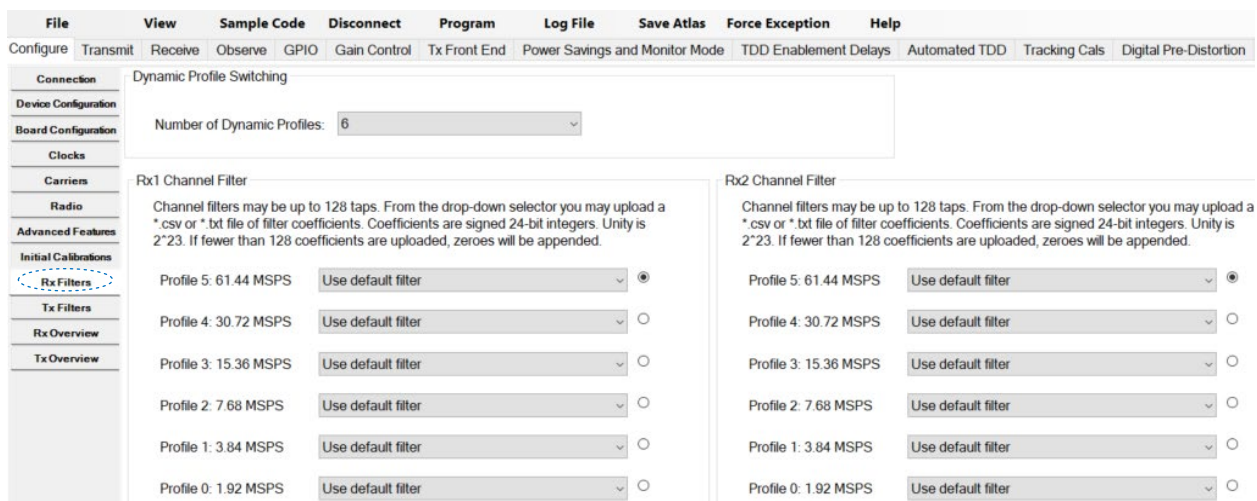 File View Sample Code Disconnect Program Log File Save Atlas Force Exception Help
Configure Transmit Receive Observe GPIO Gain Control Tx Front End Power Savings and Monitor Mode TDD Enablement Delays Automated TDD Tracking Cals Digital Pre-Distortion
Connection
Device Configuration
Board Configuration
Clocks
Carriers
Radio
Advanced Features
Initial Calibrations
Rx Filters
Tx Filters
Rx Overview
Tx Overview
Dynamic Profile Switching
Number of Dynamic Profiles: 6
Rx1 Channel Filter
Channel filters may be up to 128 taps. From the drop-down selector you may upload a
*.csv or *.txt file of filter coefficients. Coefficients are signed 24-bit integers. Unity is
2^23. If fewer than 128 coefficients are uploaded, zeroes will be appended.
Profile 5: 61.44 MSPS Use default filter
Profile 4: 30.72 MSPS Use default filter
Profile 3: 15.36 MSPS Use default filter
Profile 2: 7.68 MSPS Use default filter
Profile 1: 3.84 MSPS Use default filter
Profile 0: 1.92 MSPS Use default filter
Rx2 Channel Filter
Channel filters may be up to 128 taps. From the drop-down selector you may upload a
*.csv or *.txt file of filter coefficients. Coefficients are signed 24-bit integers. Unity is
2^23. If fewer than 128 coefficients are uploaded, zeroes will be appended.
Profile 5: 61.44 MSPS Use default filter
Profile 4: 30.72 MSPS Use default filter
Profile 3: 15.36 MSPS Use default filter
Profile 2: 7.68 MSPS Use default filter
Profile 1: 3.84 MSPS Use default filter
Profile 0: 1.92 MSPS Use default filter